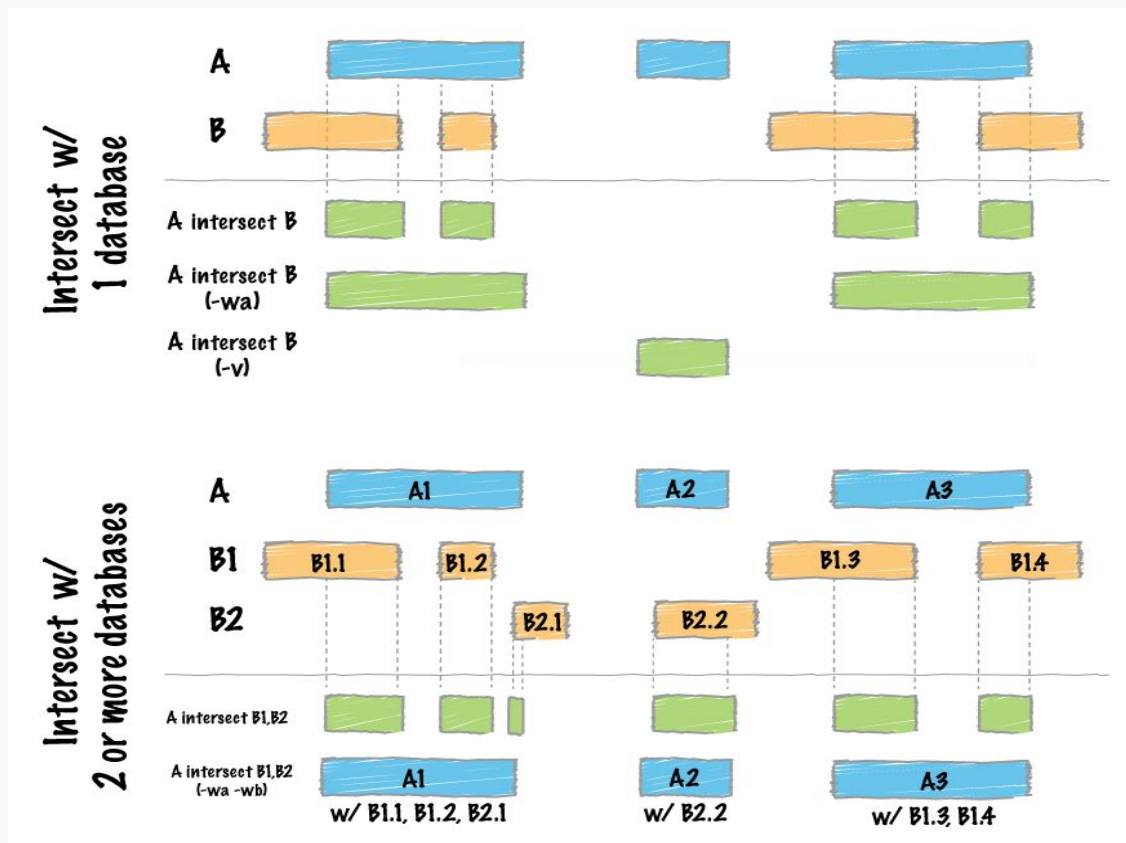 Intersect w/
1 database
A
B
A intersect B
A intersect B
(-wa)
A intersect B
(-v)
Intersect w/
2 or more databases
A
A1
A2
A3
B1
B1.1
B1.2
B1.3
B1.4
B2
B2.1
B2.2
A intersect B1,B2
A intersect B1,B2
(-wa -wb)
A1
A2
A3
w/ B1.1, B1.2, B2.1
w/ B2.2
w/ B1.3, B1.4